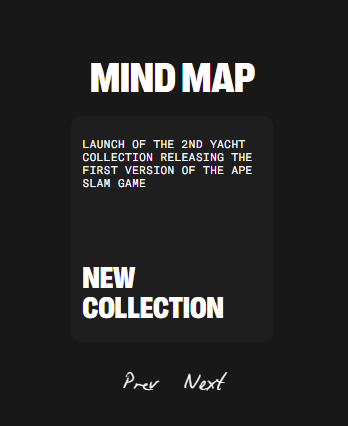 MIND MAP
LAUNCH OF THE 2ND YACHT
COLLECTION RELEASING THE
FIRST VERSION OF THE APE
SLAM GAME
NEW
COLLECTION
Prev Next